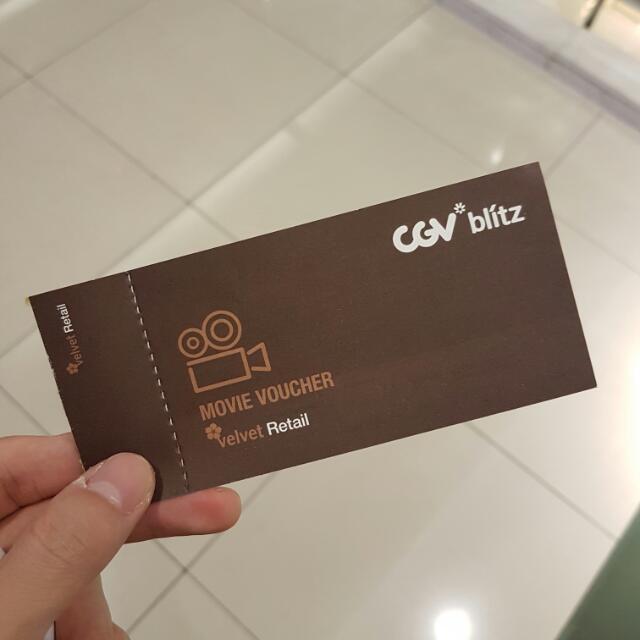 velvet Retail
CGV* blitz
MOVIE VOUCHER
velvet Retail